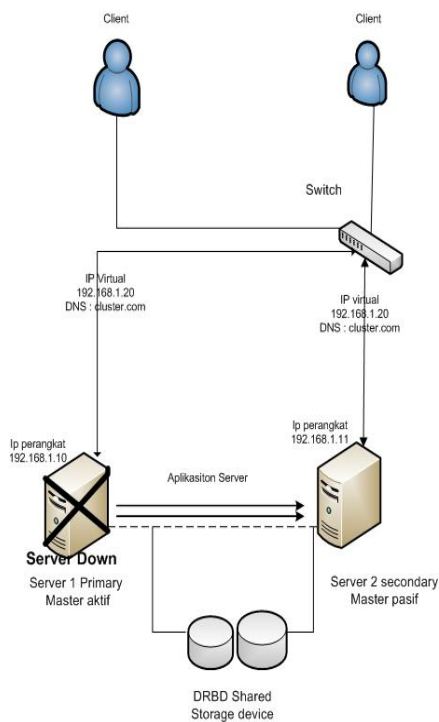 Client
Client
Switch
IP Virtual
192.168.1.20
DNS : cluster.com
IP virtual
192.168.1.20
DNS : cluster.com
Ip perangkat
192.168.1.10
Ip perangkat
192.168.1.11
Aplikasiton Server
Server Down
Server 1 Primary
Master aktif
Server 2 secondary
Master pasif
DRBD Shared
Storage device